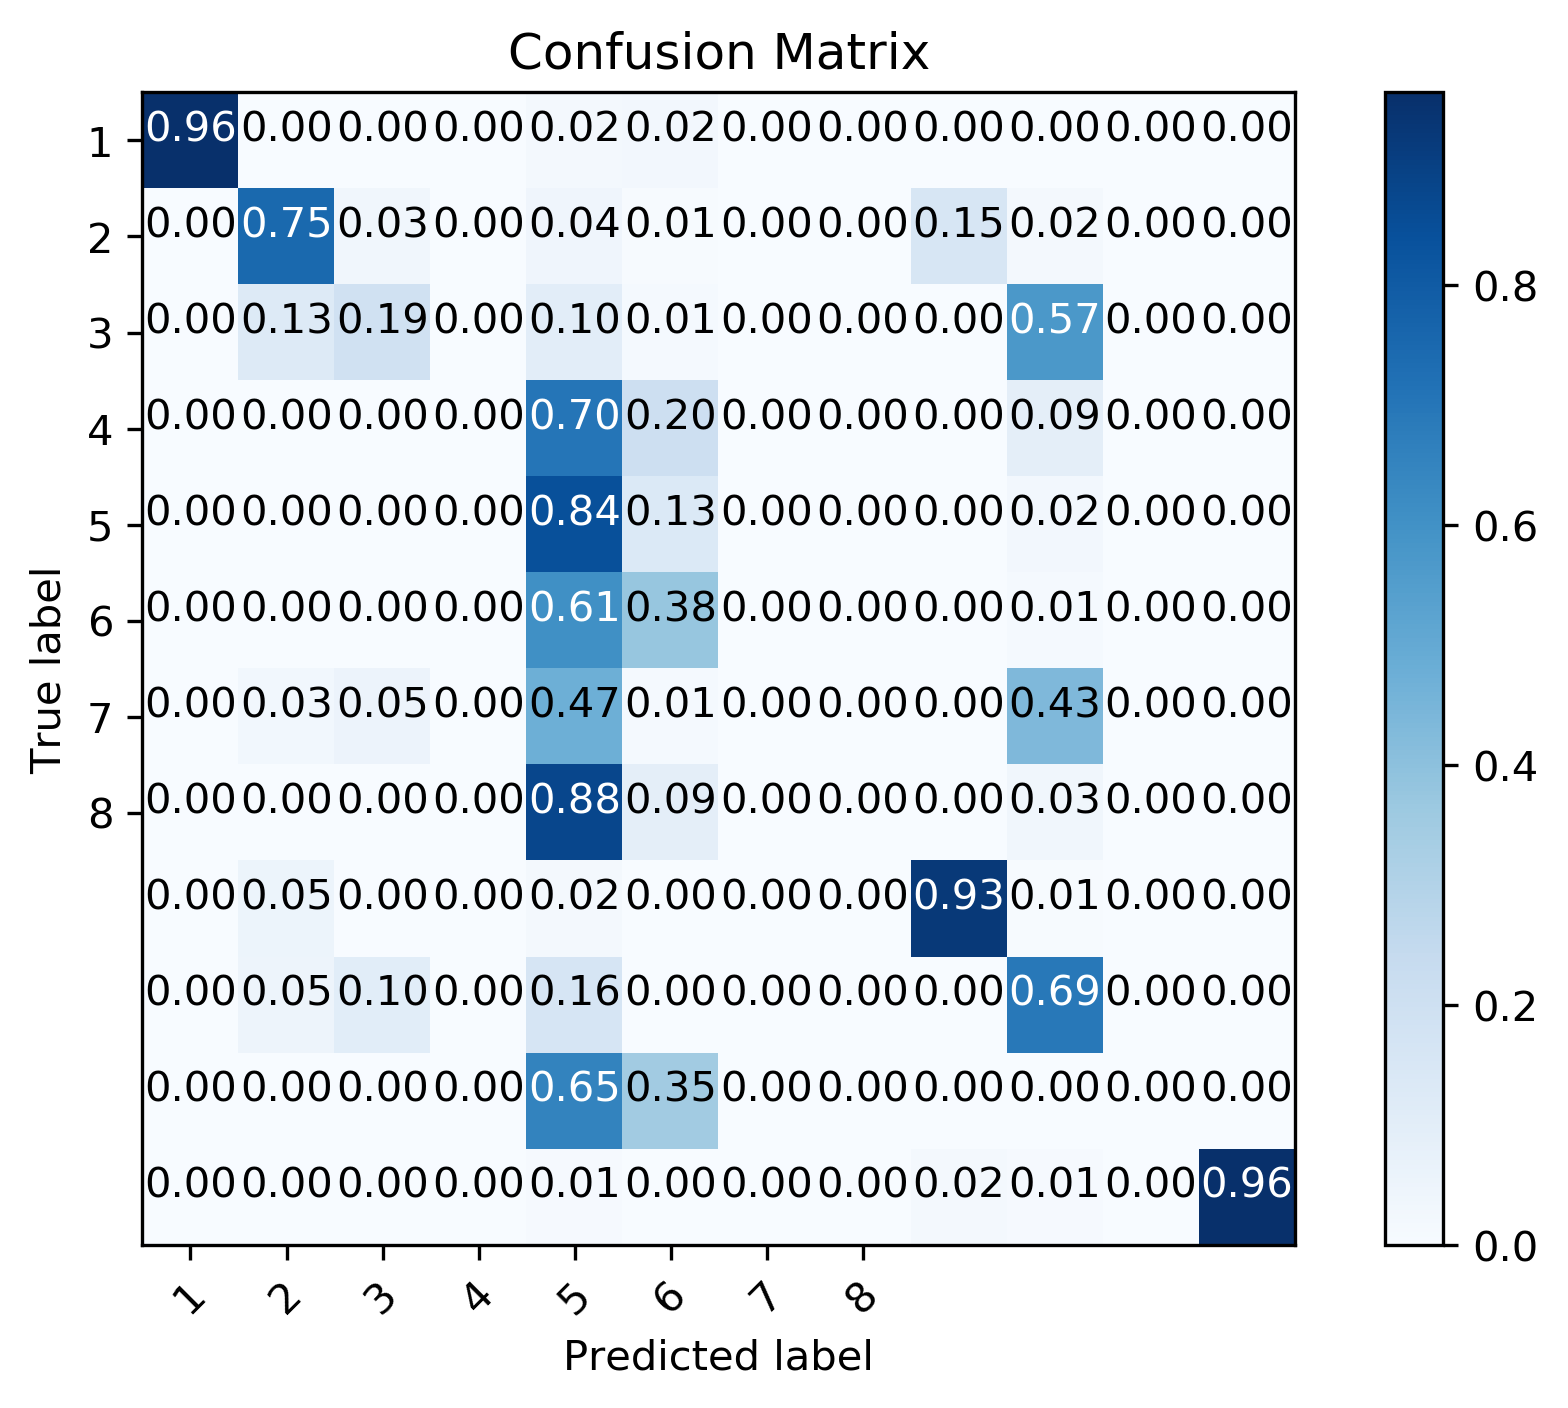 Confusion Matrix
1 0.96 0.00 0.00 0.00 0.02 0.02 0.00 0.00 0.00 0.00 0.00 0.00
2 0.00 0.75 0.03 0.00 0.04 0.01 0.00 0.00 0.15 0.02 0.00 0.00
3 0.00 0.13 0.19 0.00 0.10 0.01 0.00 0.00 0.00 0.57 0.00 0.00
4 0.00 0.00 0.00 0.00 0.70 0.20 0.00 0.00 0.00 0.09 0.00 0.00
5 0.00 0.00 0.00 0.00 0.84 0.13 0.00 0.00 0.00 0.02 0.00 0.00
6 0.00 0.00 0.00 0.00 0.61 0.38 0.00 0.00 0.00 0.01 0.00 0.00
7 0.00 0.03 0.05 0.00 0.47 0.01 0.00 0.00 0.00 0.43 0.00 0.00
8 0.00 0.00 0.00 0.00 0.88 0.09 0.00 0.00 0.00 0.03 0.00 0.00
0.00 0.05 0.00 0.00 0.02 0.00 0.00 0.00 0.93 0.01 0.00 0.00
0.00 0.05 0.10 0.00 0.16 0.00 0.00 0.00 0.00 0.69 0.00 0.00
0.00 0.00 0.00 0.00 0.65 0.35 0.00 0.00 0.00 0.00 0.00 0.00
0.00 0.00 0.00 0.00 0.01 0.00 0.00 0.00 0.02 0.01 0.00 0.96
True label
1 2 3 4 5 6 7 8
Predicted label
0.8
0.6
0.4
0.2
0.0